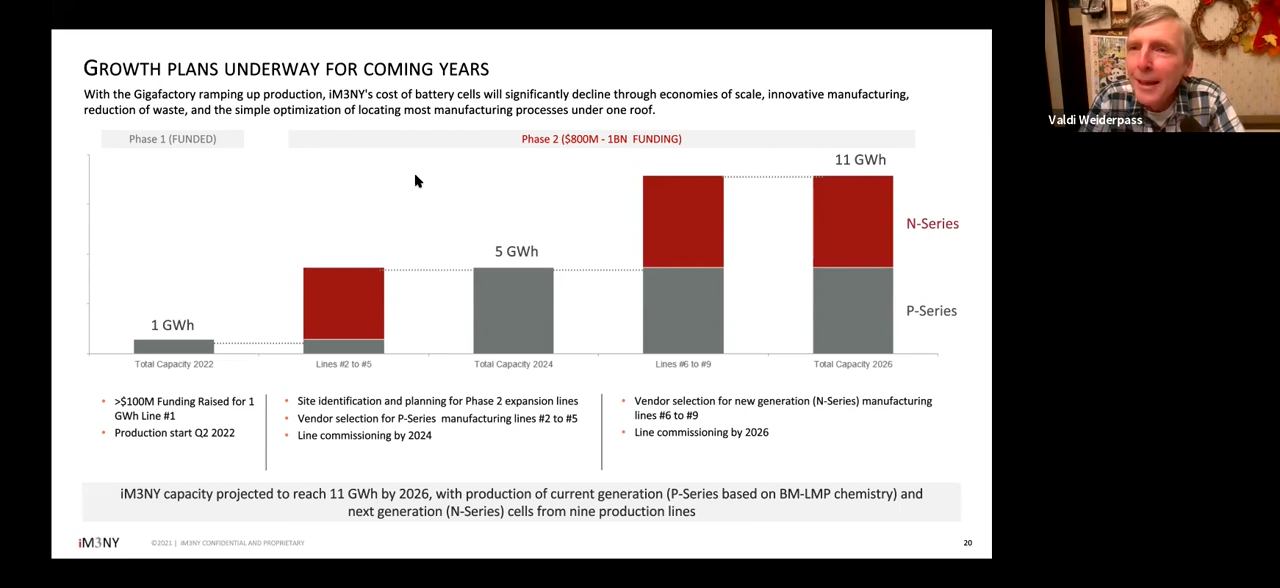 GROWTH PLANS UNDERWAY FOR COMING YEARS
With the Gigafactory ramping up production, iM3NY's cost of battery cells will significantly decline through economies of scale, innovative manufacturing,
reduction of waste, and the simple optimization of locating most manufacturing processes under one roof.
Phase 1 (FUNDED)
Phase 2 ($800M - 1BN FUNDING)
11 GWh
N-Series
5 GWh
P-Series
1 GWh
Total Capacity 2022
Lines #2 to #5
Total Capacity 2024
Lines #6 to #9
Total Capacity 2026
• >$100M Funding Raised for 1
GWh Line #1
• Production start Q2 2022
• Site identification and planning for Phase 2 expansion lines
• Vendor selection for P-Series manufacturing lines #2 to #5
• Line commissioning by 2024
• Vendor selection for new generation (N-Series) manufacturing
lines #6 to #9
• Line commissioning by 2026
iM3NY capacity projected to reach 11 GWh by 2026, with production of current generation (P-Series based on BM-LMP chemistry) and
next generation (N-Series) cells from nine production lines
iM3NY
©2021 | iM3NY CONFIDENTIAL AND PROPRIETARY
20
Valdi Weiderpass